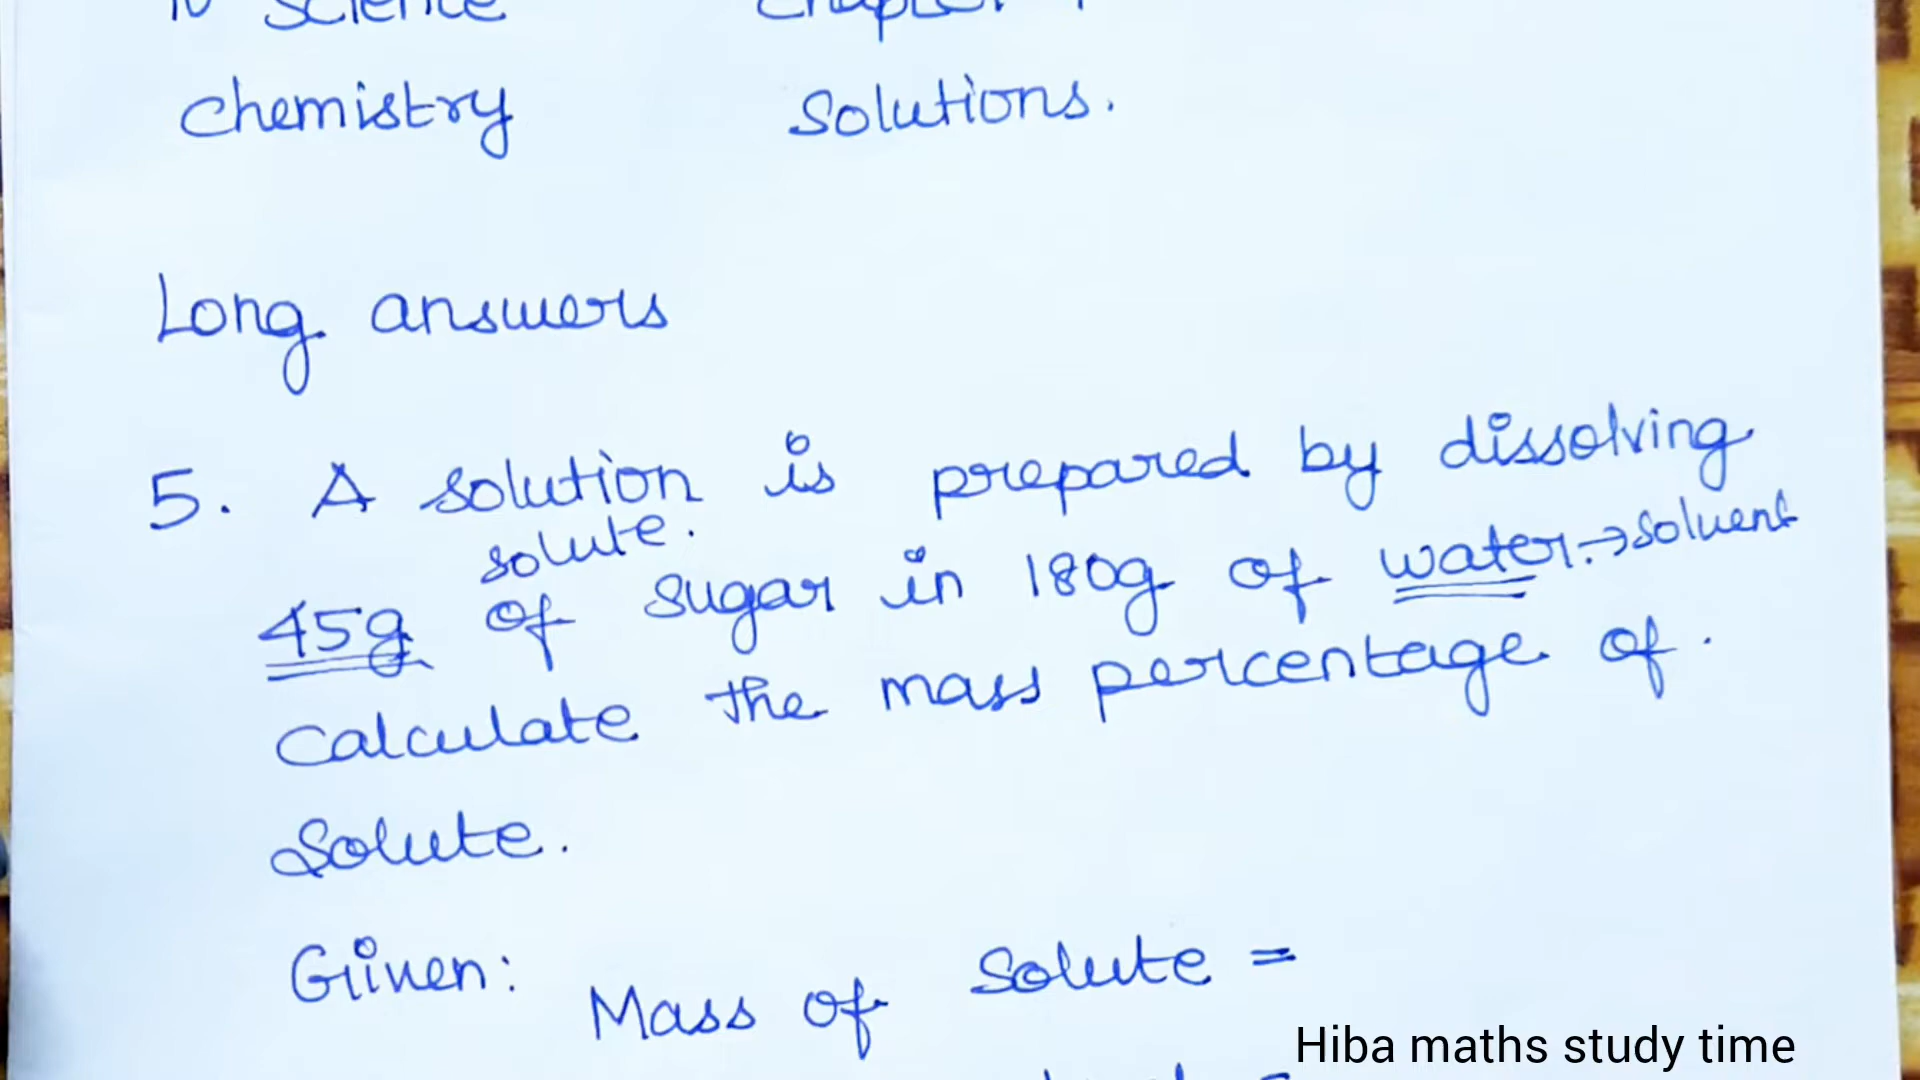 Science
Chemistry Solutions.
Long answers
5. A solution is prepared by dissolving
solute.
45g of sugar in 180g of water.→solvent
Calculate the mass percentage of.
Solute.
Given: Mass of Solute =
Hiba maths study time